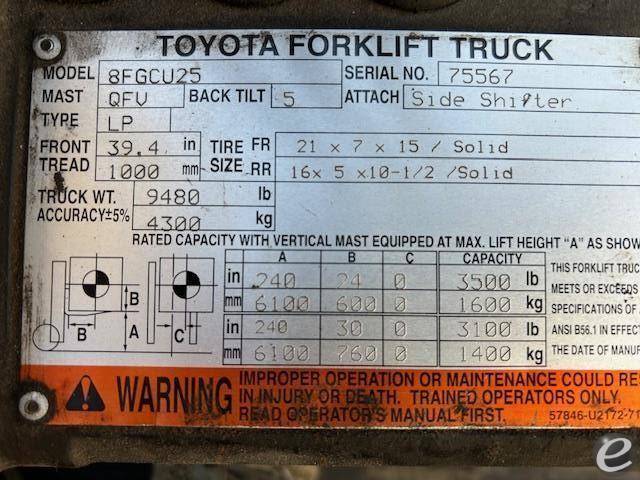 TOYOTA FORKLIFT TRUCK
MODEL 8FGCU25 SERIAL NO. 75567
MAST QFV BACK TILT 5 ATTACH Side Shifter
TYPE LP
FRONT TREAD 39.4 in 1000 mm
TIRE SIZE FR 21 x 7 x 15 / Solid
RR 16x 5 x10-1/2 /Solid
TRUCK WT. 9480 lb
ACCURACY±5% 4300 kg
RATED CAPACITY WITH VERTICAL MAST EQUIPPED AT MAX. LIFT HEIGHT "A" AS SHOW
A B C CAPACITY
in 240 24 0 3500 lb
mm 6100 600 0 1600 kg
in 240 30 0 3100 lb
mm 6100 760 0 1400 kg
B
B A C
THIS FORKLIFT TRUC
MEETS OR EXCEEDS
SPECIFICATIONS OF
ANSI B56.1 IN EFFECT
THE DATE OF MANUF
WARNING
IMPROPER OPERATION OR MAINTENANCE COULD RES
IN INJURY OR DEATH. TRAINED OPERATORS ONLY.
READ OPERATOR'S MANUAL FIRST. 57846-U2172-71
e